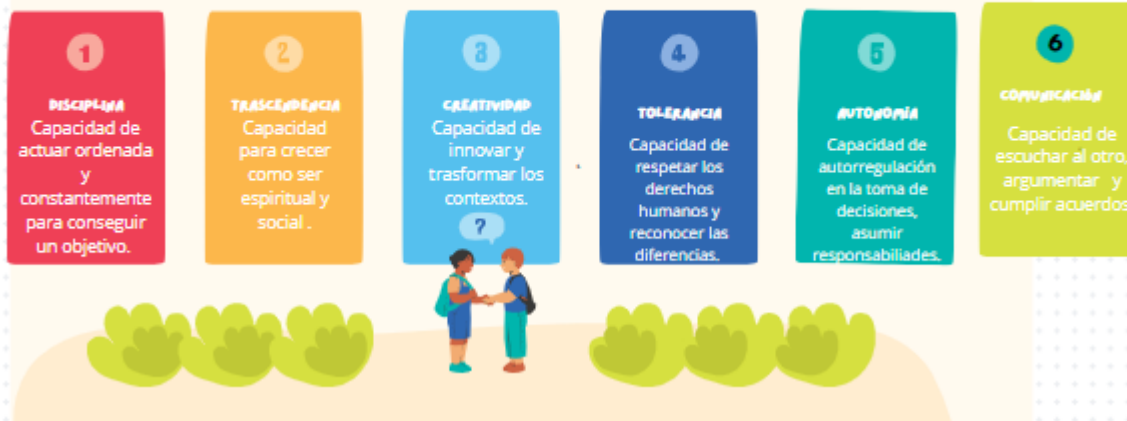 1
DISCIPLINA
Capacidad de
actuar ordenada
y
constantemente
para conseguir
un objetivo.
2
TRASCENDENCIA
Capacidad
para crecer
como ser
espiritual y
social .
3
CREATIVIDAD
Capacidad de
innovar y
trasformar los
contextos.
?
4
TOLERANCIA
Capacidad de
respetar los
derechos
humanos y
reconocer las
diferencias.
5
AUTONOMÍA
Capacidad de
autorregulación
en la toma de
decisiones,
asumir
responsabiliades.
6
COMUNICACIÓN
Capacidad de
escuchar al otro,
argumentar y
cumplir acuerdos